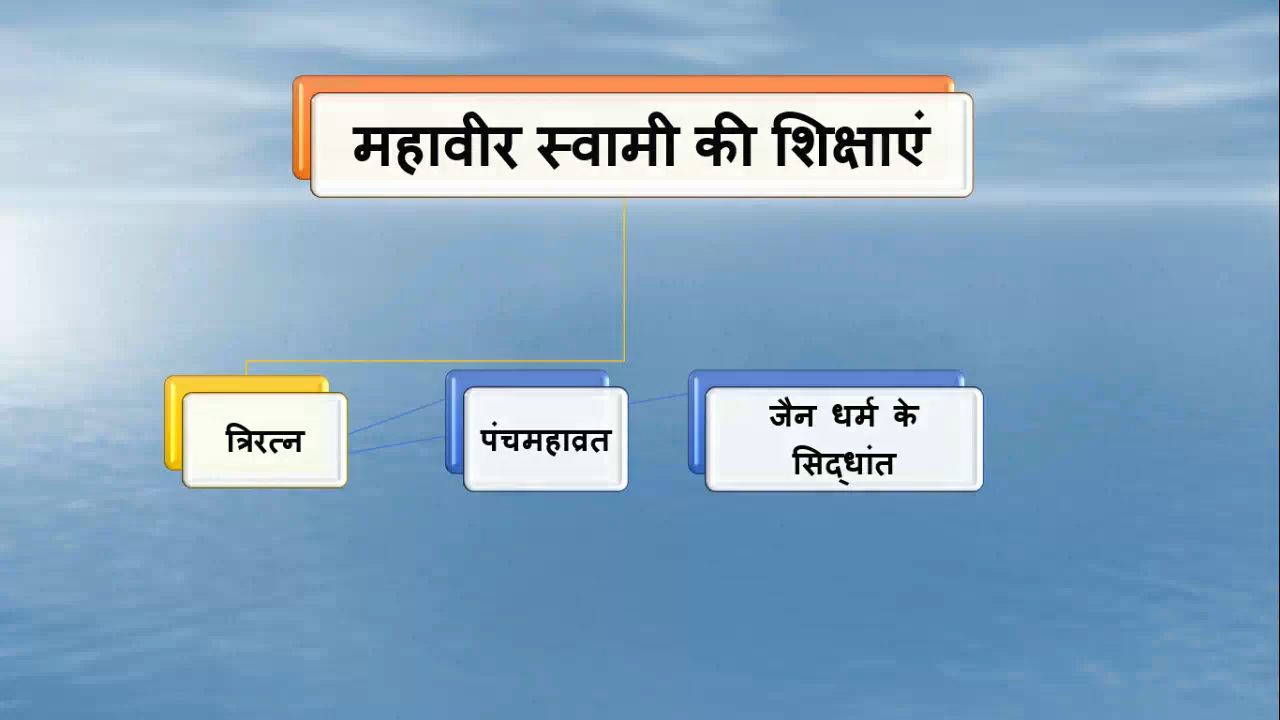 महावीर स्वामी की शिक्षाएं
त्रिरत्न
पंचमहाव्रत
जैन धर्म के
सिद्धांत